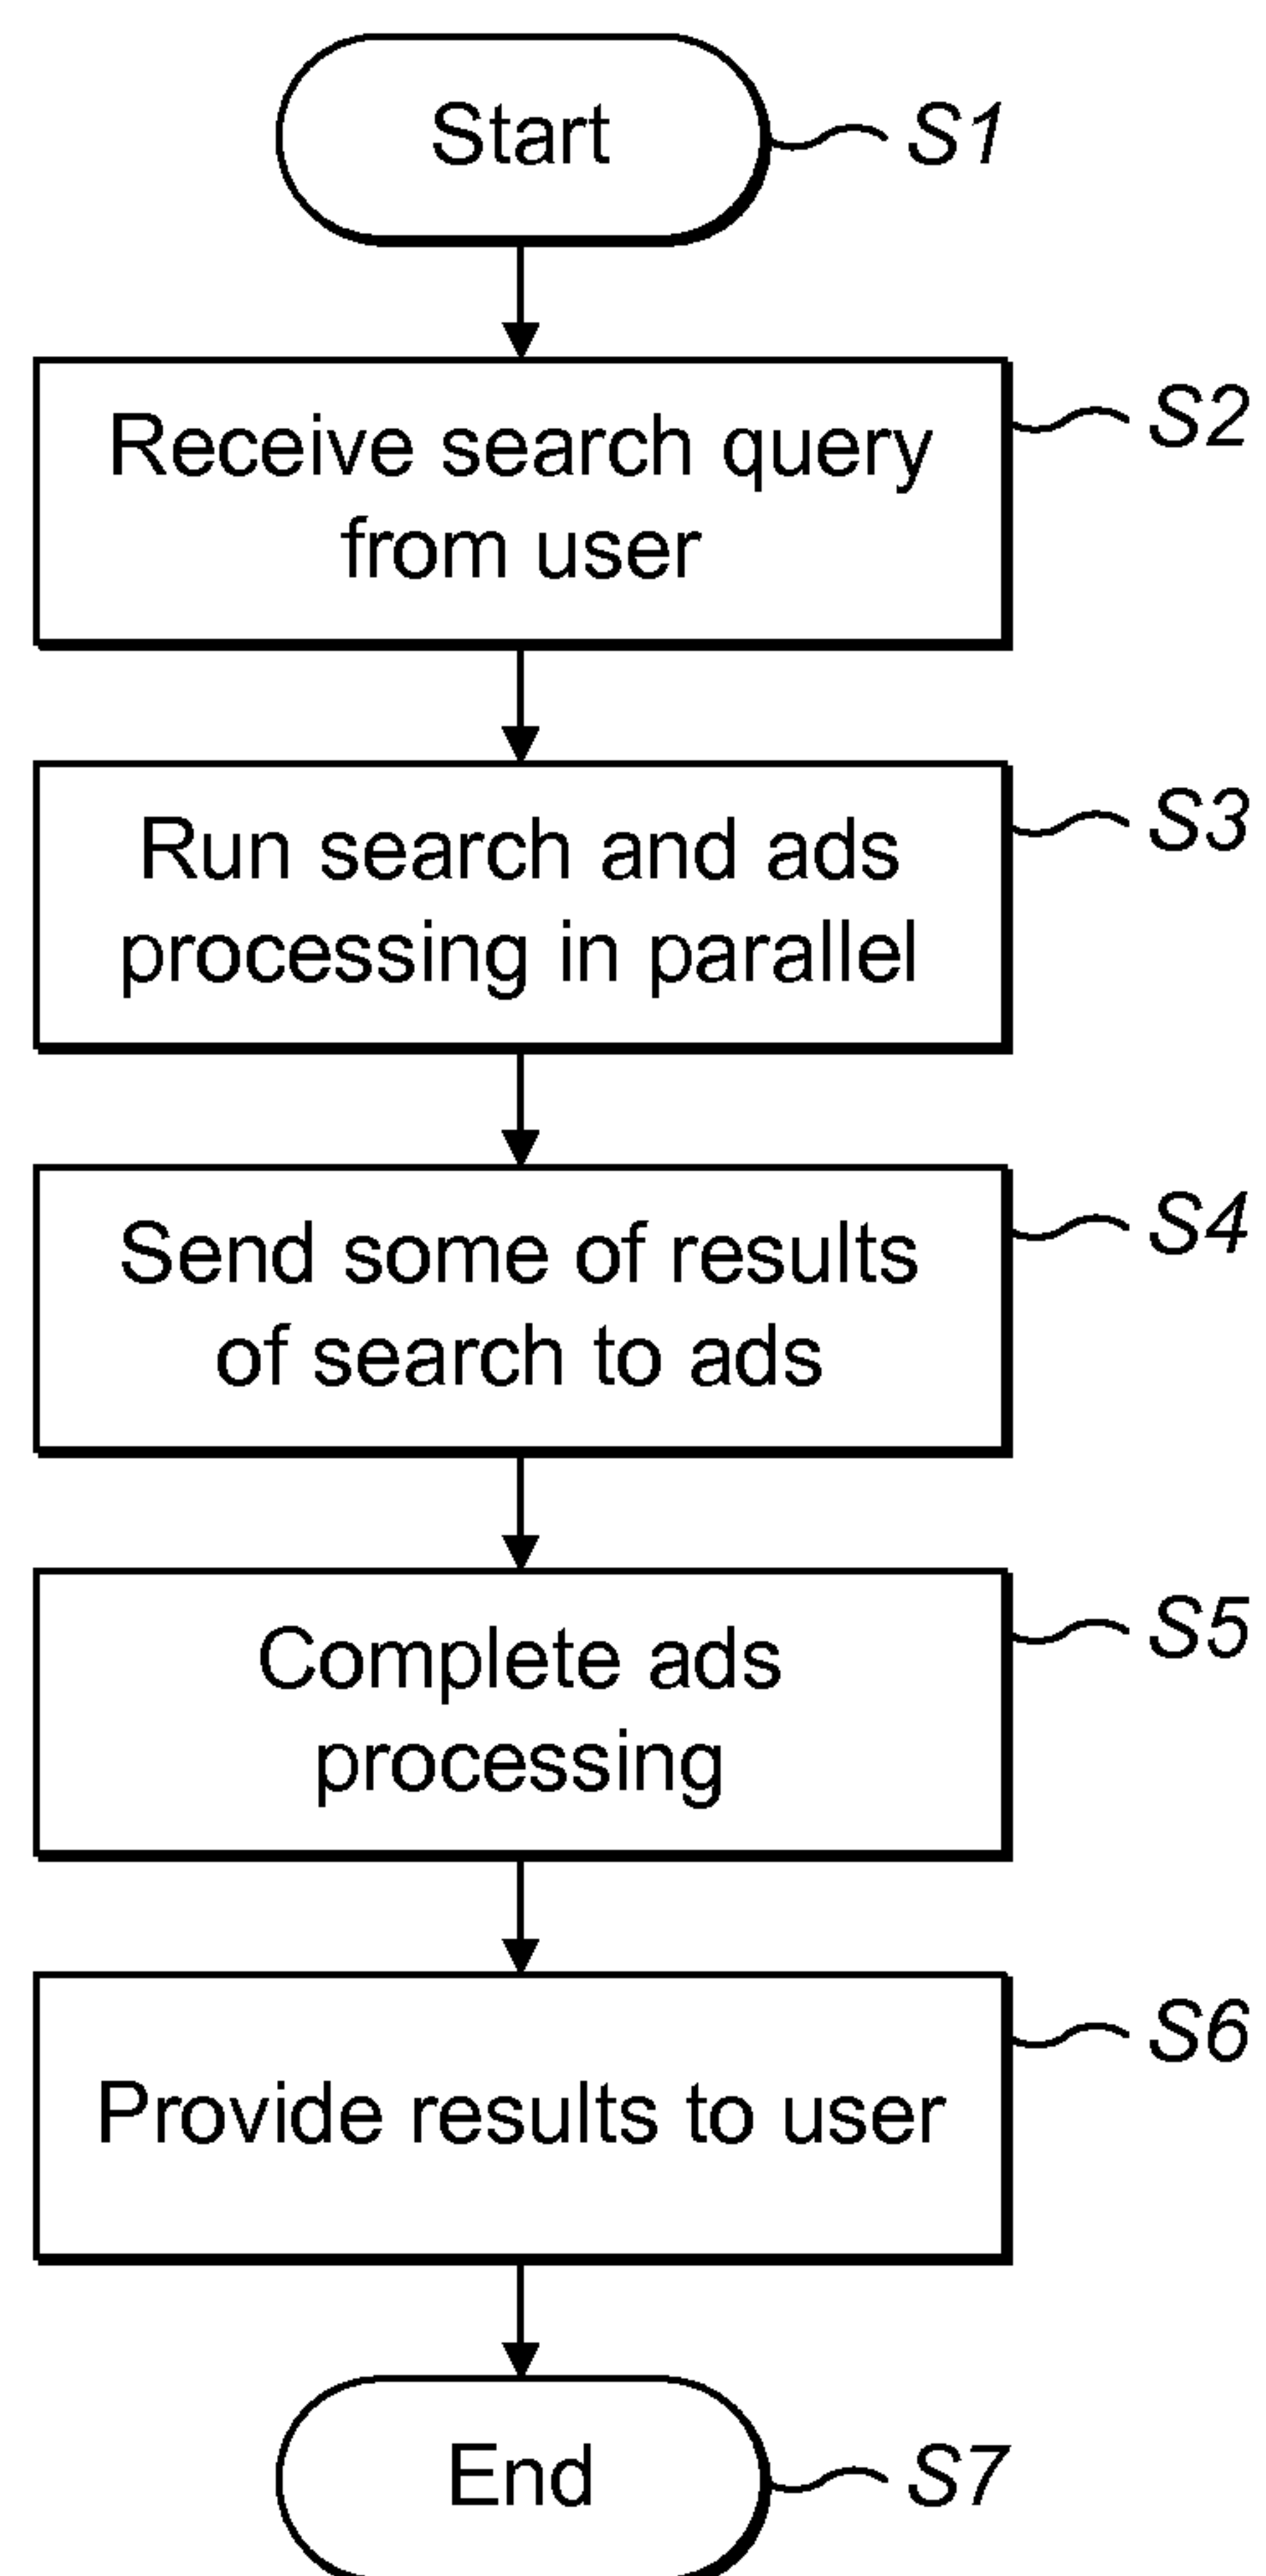 Start
S1
Receive search query
from user
S2
Run search and ads
processing in parallel
S3
Send some of results
of search to ads
S4
Complete ads
processing
S5
Provide results to user
S6
End
S7